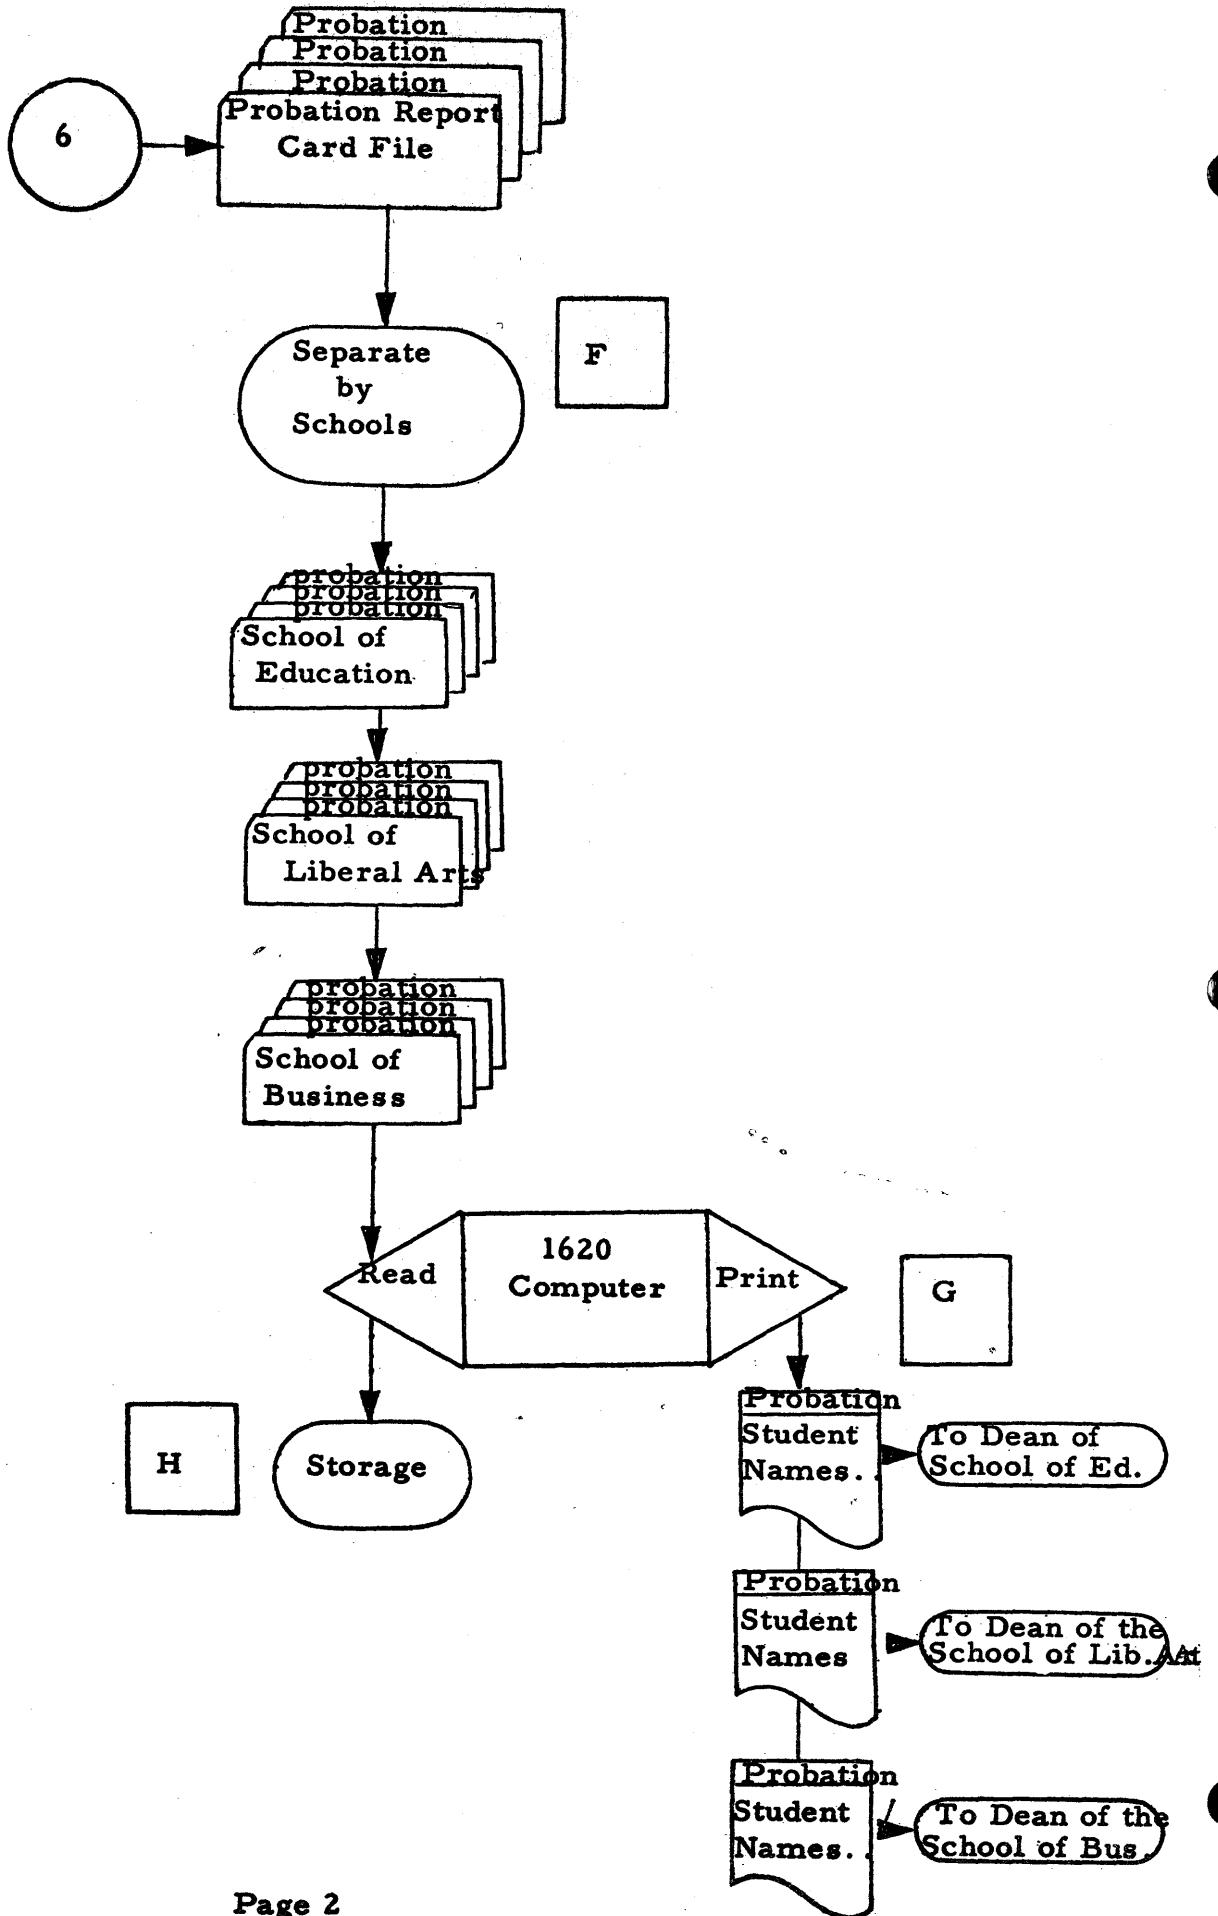 Probation
Probation
Probation
Probation Report
Card File
6
Separate
by
Schools
F
probation
probation
probation
School of
Education
probation
probation
probation
School of
Liberal Arts
probation
probation
probation
School of
Business
Read
1620
Computer
Print
G
H
Storage
Probation
Student
Names..
To Dean of
School of Ed.
Probation
Student
Names
To Dean of the
School of Lib.
Probation
Student
Names..
To Dean of the
School of Bus.
Page 2